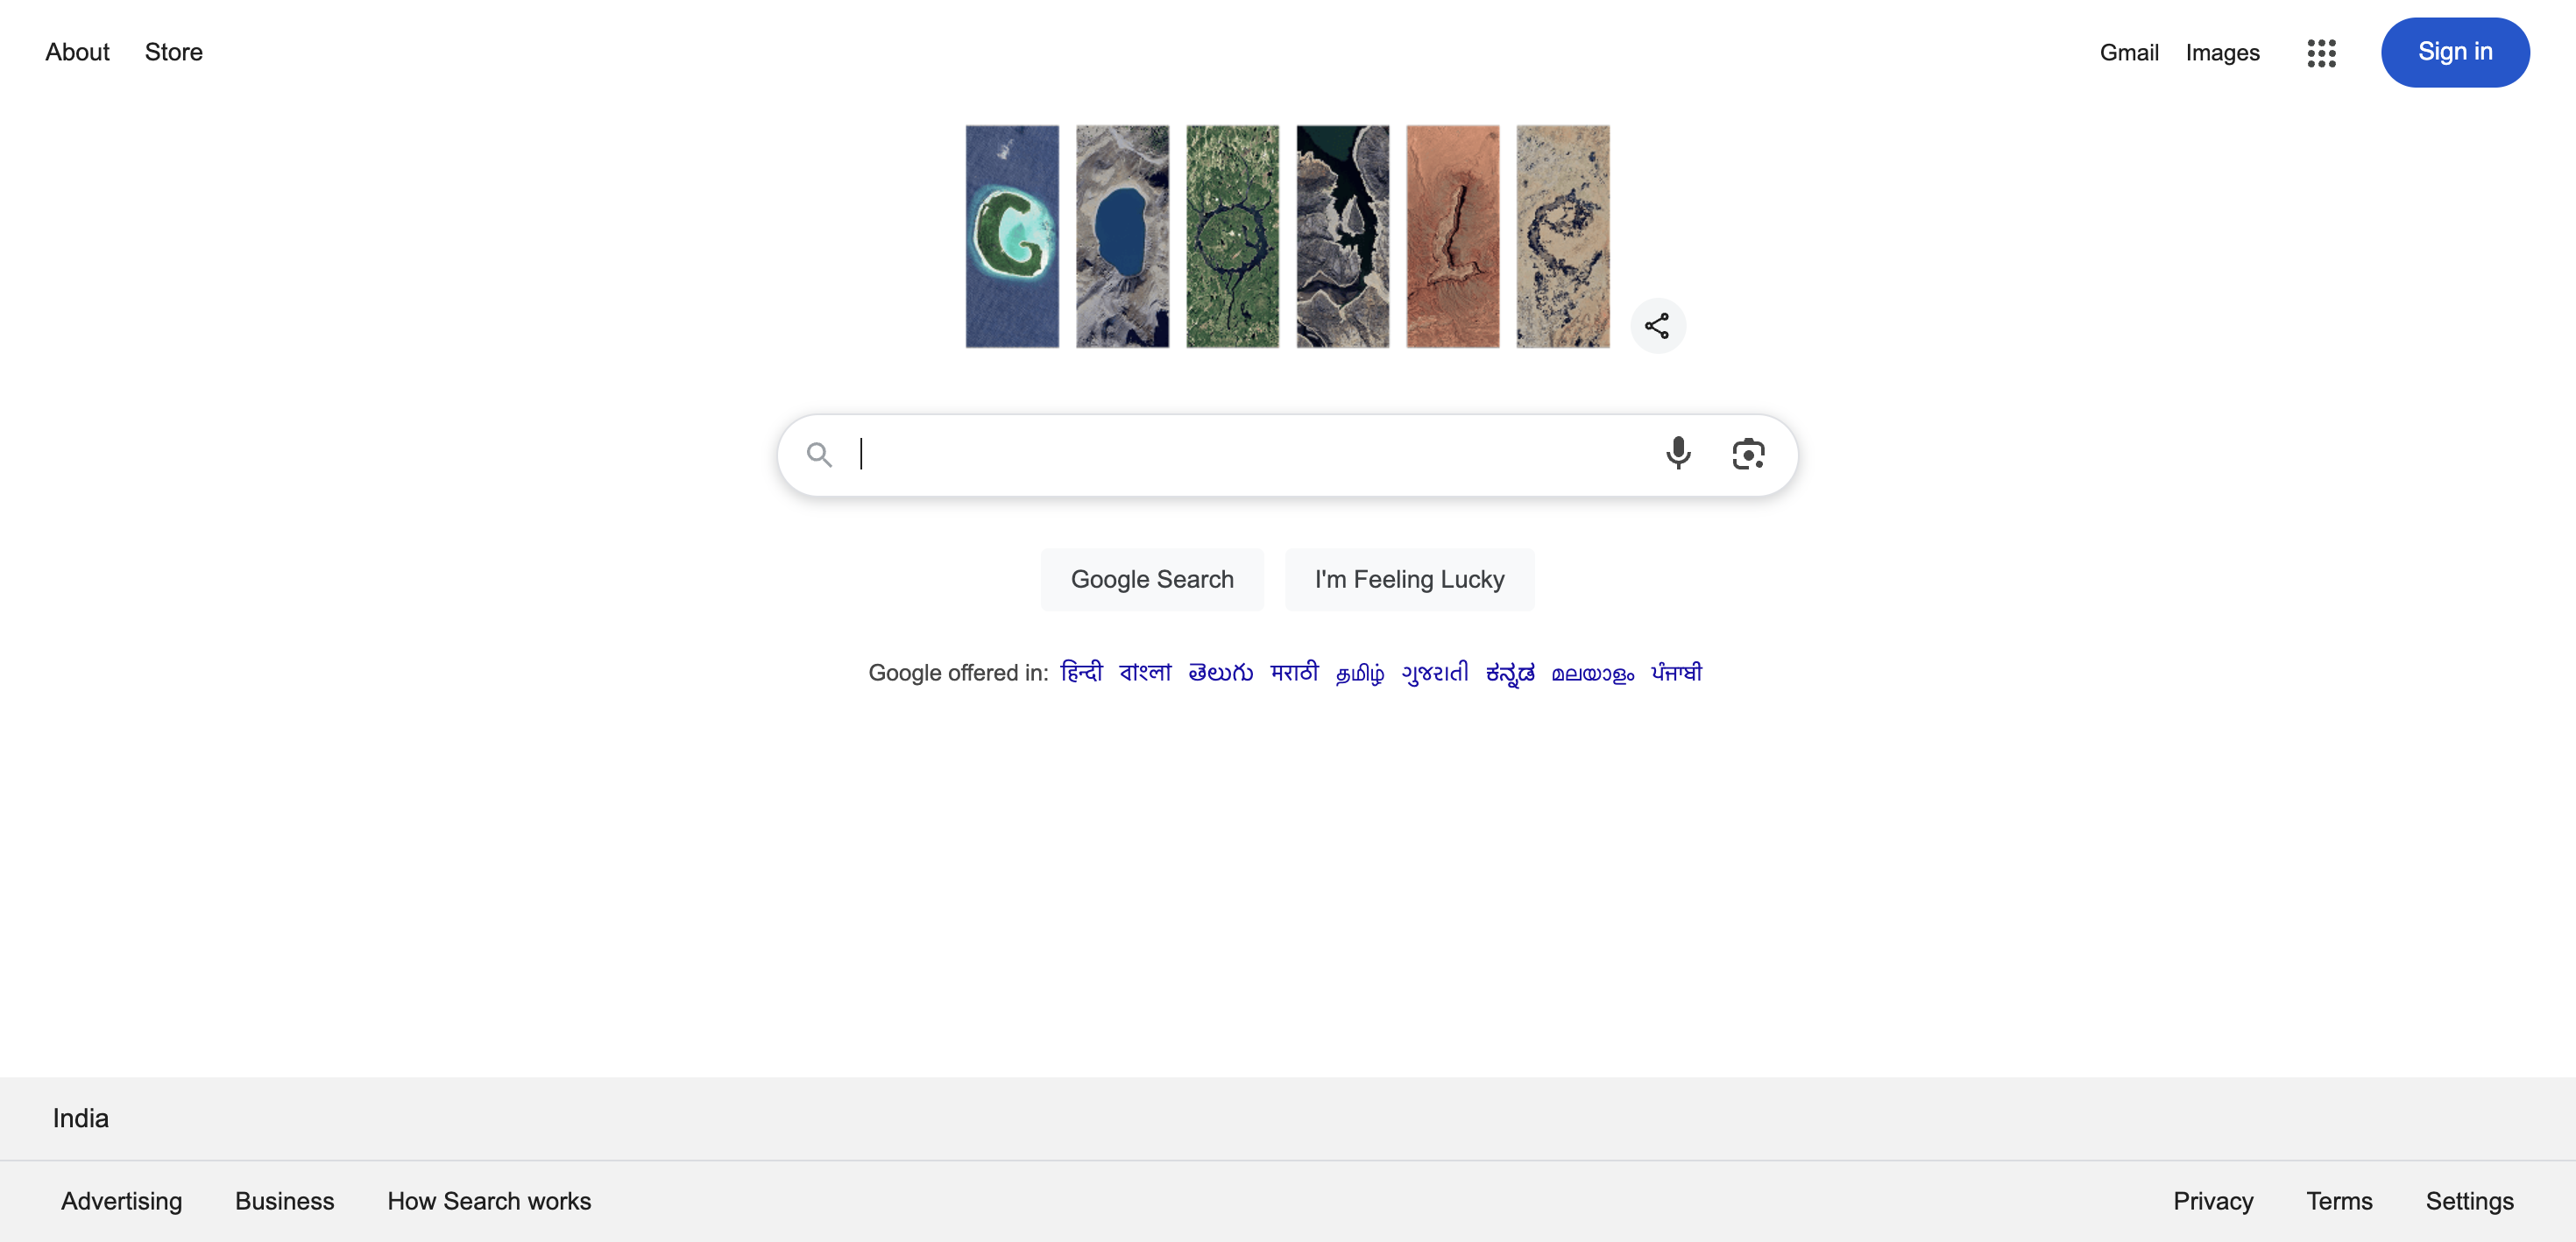 About Store Gmail Images Sign in
Google Search I'm Feeling Lucky
Google offered in: हिन्दी বাংলা తెలుగు मराठी தமிழ் ગુજરાતી ಕನ್ನಡ മലയാളം ਪੰਜਾਬੀ
India
Advertising Business How Search works Privacy Terms Settings